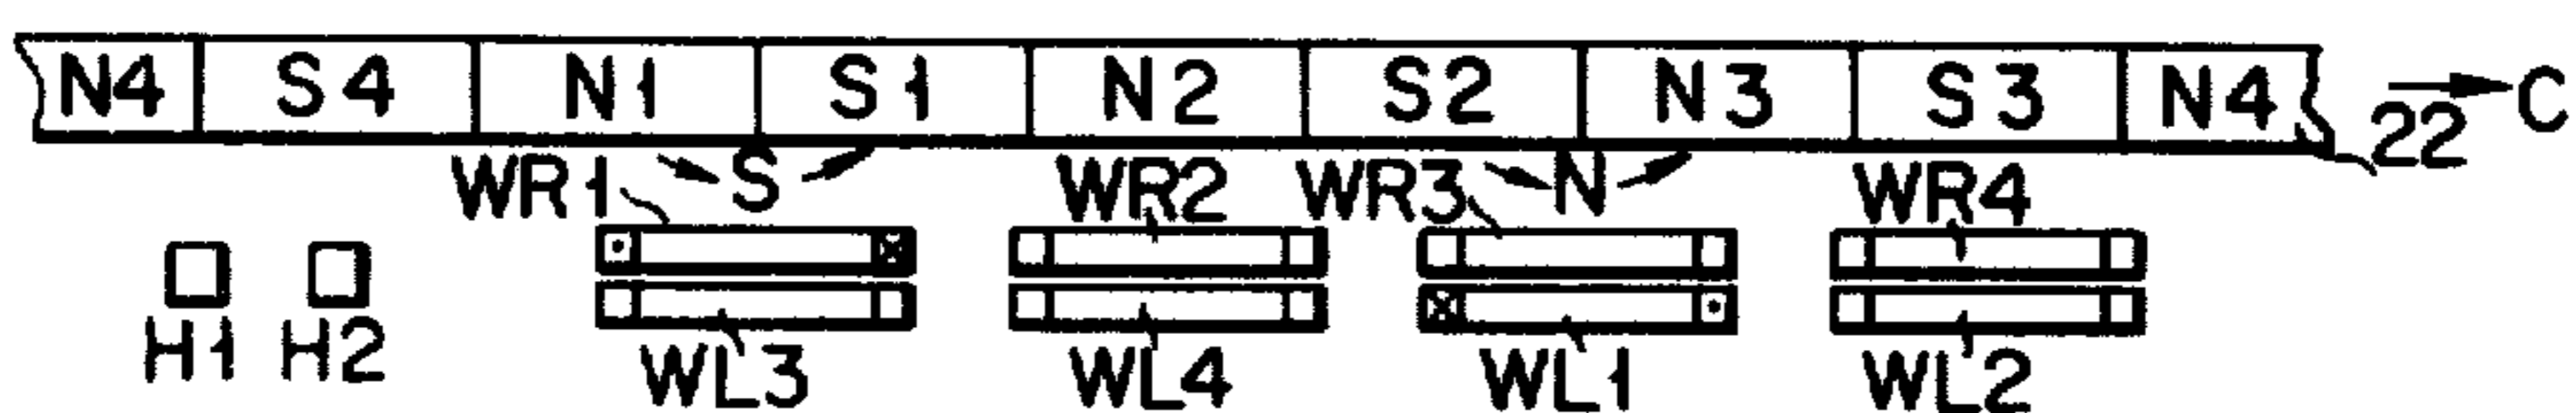 N4 S4 N1 S1 N2 S2 N3 S3 N4 C
22
WR1 S WR2 WR3 N WR4
H1 H2 WL3 WL4 WL1 WL2